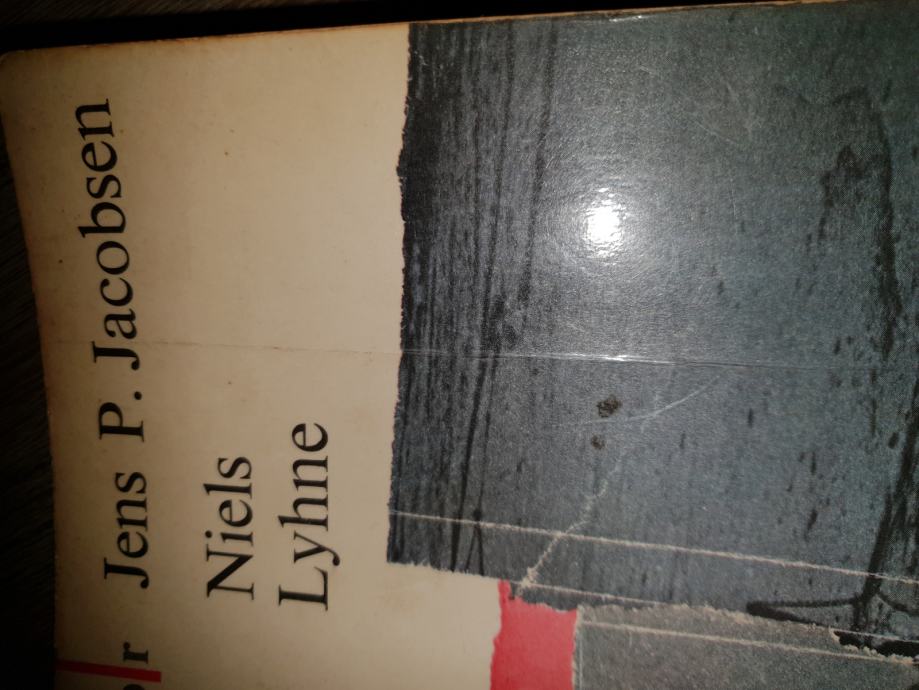 Jens P. Jacobsen
Niels
Lyhne